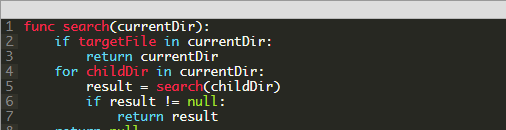 1 func search(currentDir):
2     if targetFile in currentDir:
3         return currentDir
4     for childDir in currentDir:
5         result = search(childDir)
6         if result != null:
7             return result
8     return null